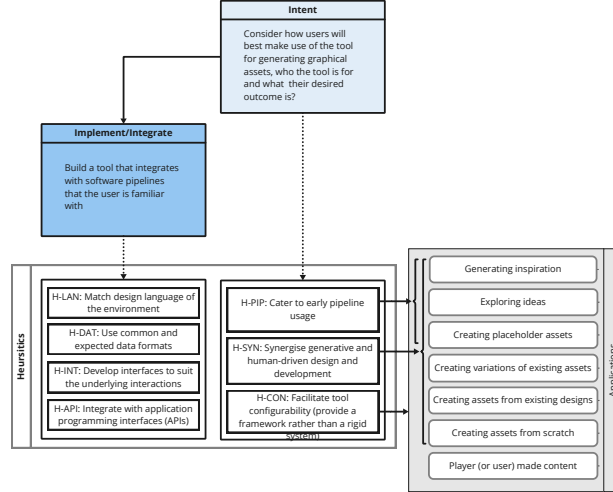 Intent
Consider how users will
best make use of the tool
for generating graphical
assets, who the tool is for
and what their desired
outcome is?
Implement/Integrate
Build a tool that integrates
with software pipelines
that the user is familiar
with
Heursitics
H-LAN: Match design language of
the environment
H-DAT: Use common and
expected data formats
H-INT: Develop interfaces to suit
the underlying interactions
H-API: Integrate with application
programming interfaces (APIs)
H-PIP: Cater to early pipeline
usage
H-SYN: Synergise generative and
human-driven design and
development
H-CON: Facilitate tool
configurability (provide a
framework rather than a rigid
system)
Generating inspiration
Exploring ideas
Creating placeholder assets
Creating variations of existing assets
Creating assets from existing designs
Creating assets from scratch
Player (or user) made content
Applications